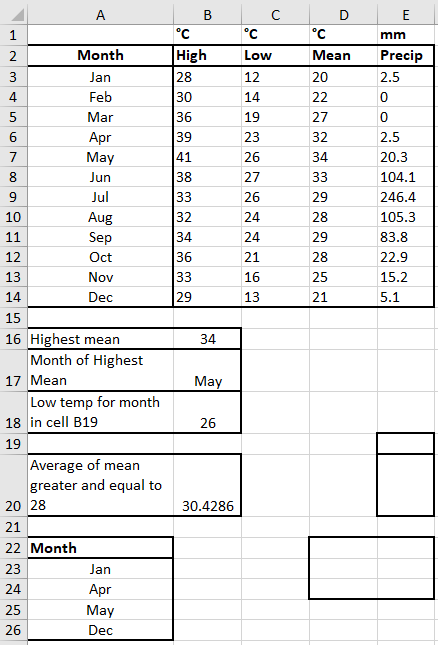 A B C D E
1 °C °C °C mm
2 Month High Low Mean Precip
3 Jan 28 12 20 2.5
4 Feb 30 14 22 0
5 Mar 36 19 27 0
6 Apr 39 23 32 2.5
7 May 41 26 34 20.3
8 Jun 38 27 33 104.1
9 Jul 33 26 29 246.4
10 Aug 32 24 28 105.3
11 Sep 34 24 29 83.8
12 Oct 36 21 28 22.9
13 Nov 33 16 25 15.2
14 Dec 29 13 21 5.1
15
16 Highest mean 34
Month of Highest
17 Mean May
Low temp for month
18 in cell B19 26
19
Average of mean
greater and equal to
20 28 30.4286
21
22 Month
23 Jan
24 Apr
25 May
26 Dec